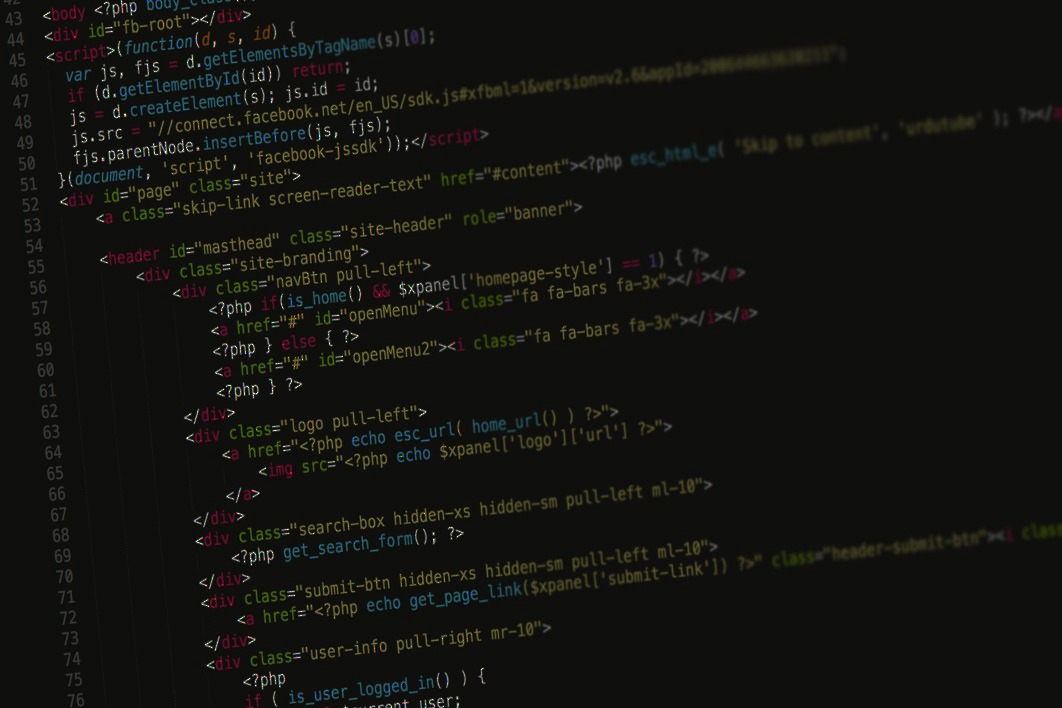 42
43 <body <?php body_class(
44 <div id="fb-root"></div>
45 <script>(function(d, s, id) {
46 var js, fjs = d.getElementsByTagName(s)[0];
47 if (d.getElementById(id)) return;
48 js = d.createElement(s); js.id = id;
49 js.src = "//connect.facebook.net/en_US/sdk.js#xfbml=1&version=v2.6&appId=
50 fjs.parentNode.insertBefore(js, fjs);
51 }(document, 'script', 'facebook-jssdk'));</script>
52 <div id="page" class="site">
53 <a class="skip-link screen-reader-text" href="#content"><?php esc_html_e( 'Skip to content', 'urdutube' ); ?></a
54
55 <header id="masthead" class="site-header" role="banner">
56 <div class="site-branding">
57 <div class="navBtn pull-left">
58 <?php if(is_home() && $xpanel['homepage-style'] == 1) { ?>
59 <a href="#" id="openMenu"><i class="fa fa-bars fa-3x"></i></a>
60 <?php } else { ?>
61 <a href="#" id="openMenu2"><i class="fa fa-bars fa-3x"></i></a>
62 <?php } ?>
63 </div>
64 <div class="logo pull-left">
65 <a href="<?php echo esc_url( home_url() ) ?>">
66 <img src="<?php echo $xpanel['logo']['url'] ?>">
67 </a>
68 </div>
69 <div class="search-box hidden-xs hidden-sm pull-left ml-10">
70 <?php get_search_form(); ?>
71 </div>
72 <div class="submit-btn hidden-xs hidden-sm pull-left ml-10">
73 <a href="<?php echo get_page_link($xpanel['submit-link']) ?>" class="header-submit-btn"><i clas
74 </div>
75 <div class="user-info pull-right mr-10">
76 <?php
if ( is_user_logged_in() ) {
current_user;